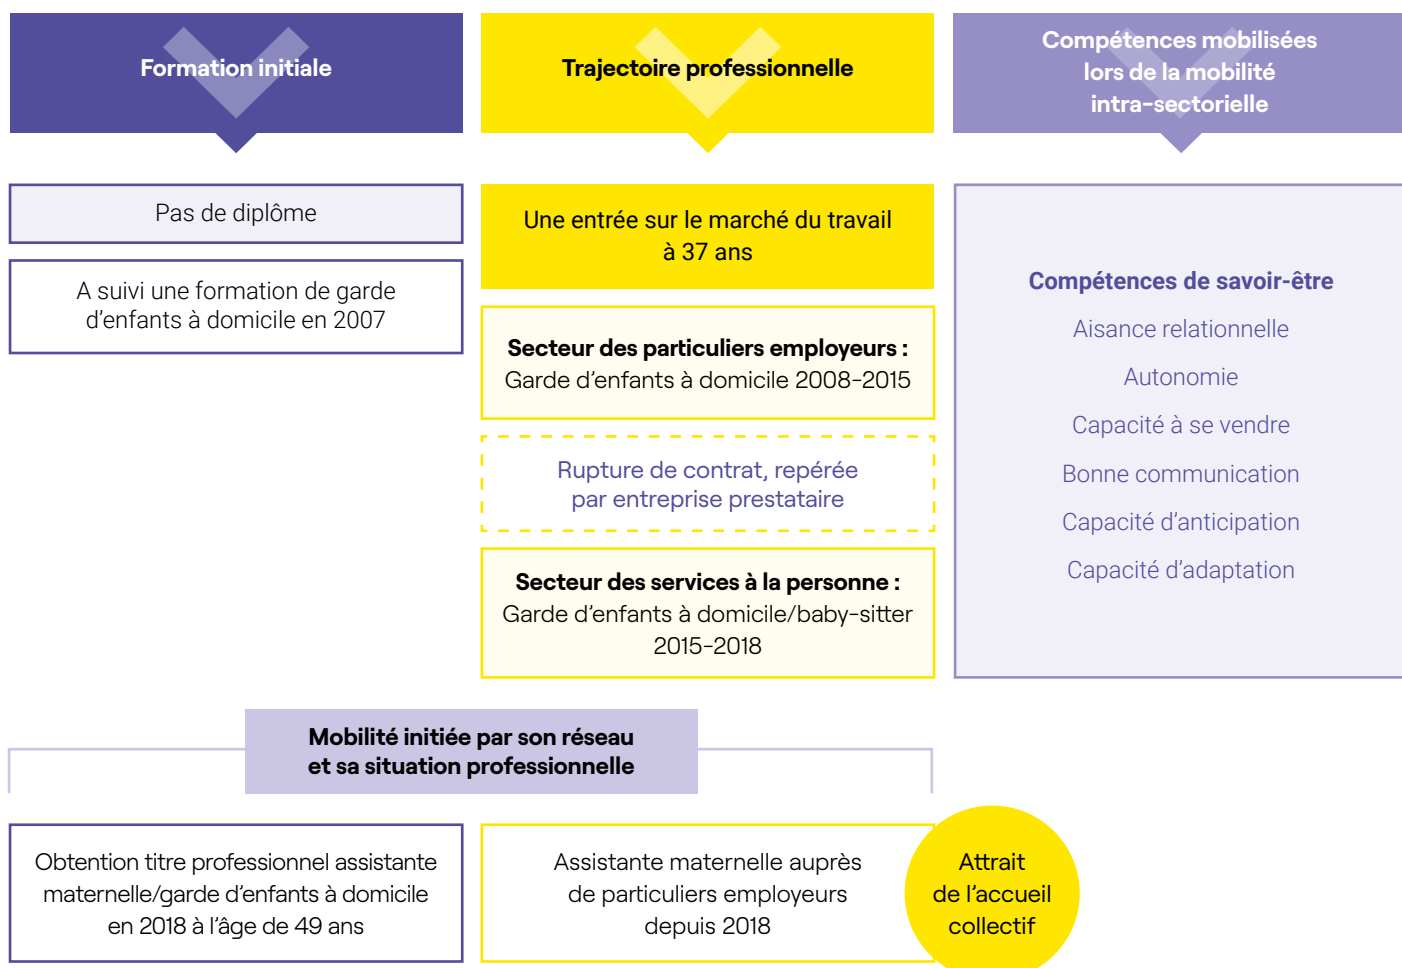 Formation initiale
Pas de diplôme
A suivi une formation de garde
d'enfants à domicile en 2007
Trajectoire professionnelle
Une entrée sur le marché du travail
à 37 ans
Secteur des particuliers employeurs :
Garde d'enfants à domicile 2008-2015
Rupture de contrat, repérée
par entreprise prestataire
Secteur des services à la personne :
Garde d'enfants à domicile/baby-sitter
2015-2018
Compétences mobilisées
lors de la mobilité
intra-sectorielle
Compétences de savoir-être
Aisance relationnelle
Autonomie
Capacité à se vendre
Bonne communication
Capacité d'anticipation
Capacité d'adaptation
Mobilité initiée par son réseau
et sa situation professionnelle
Obtention titre professionnel assistante
maternelle/garde d'enfants à domicile
en 2018 à l'âge de 49 ans
Assistante maternelle auprès
de particuliers employeurs
depuis 2018
Attrait
de l'accueil
collectif